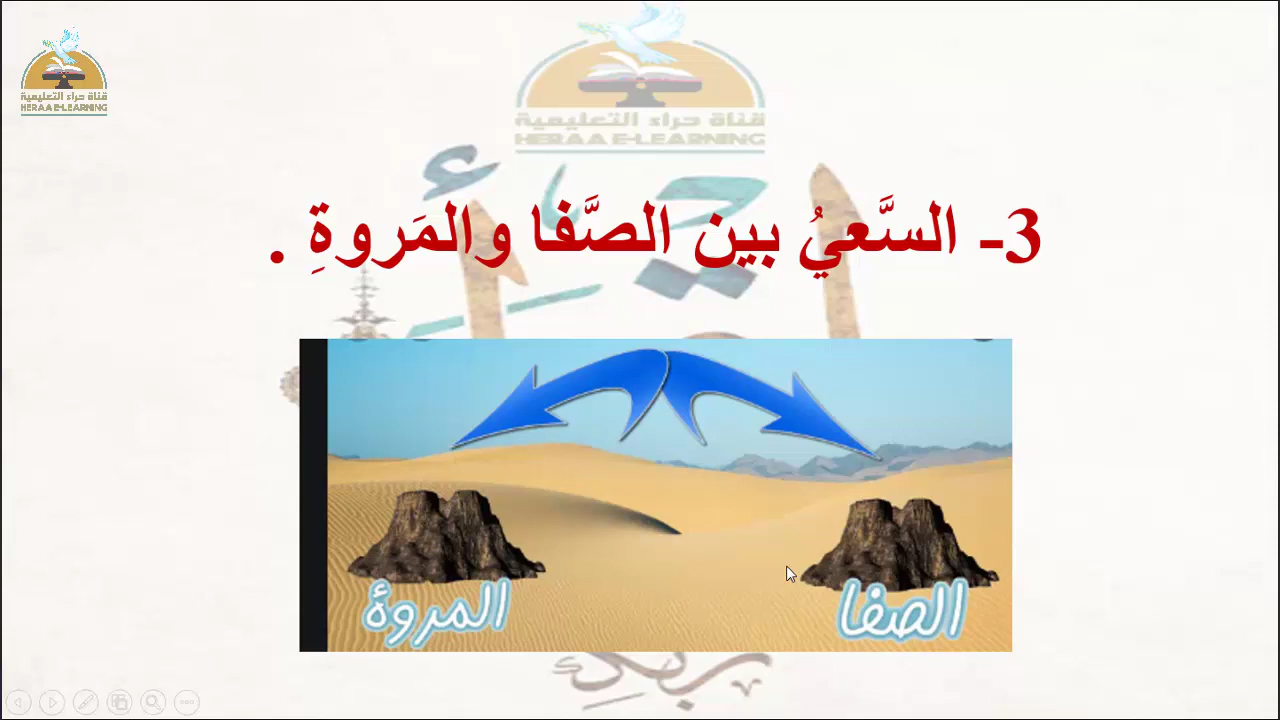 قناة حراء التعليمية
HERAA E-LEARNING
قناة حراء التعليمية
HERAA E-LEARNING
3- السَّعيُ بين الصَّفا والمَروةِ .
الصفا
المروة